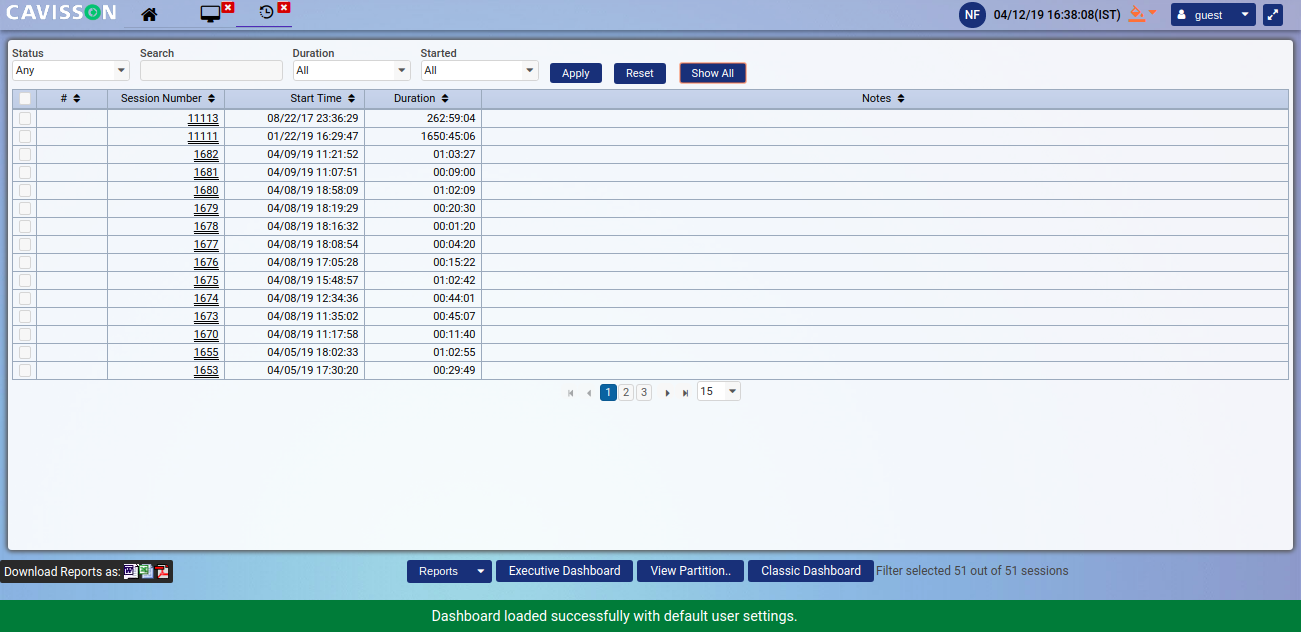 CAVISSON
NF 04/12/19 16:38:08(IST) guest
Status Search Duration Started
Any All All Apply Reset Show All
# Session Number Start Time Duration Notes
11113 08/22/17 23:36:29 262:59:04
11111 01/22/19 16:29:47 1650:45:06
1682 04/09/19 11:21:52 01:03:27
1681 04/09/19 11:07:51 00:09:00
1680 04/08/19 18:58:09 01:02:09
1679 04/08/19 18:19:29 00:20:30
1678 04/08/19 18:16:32 00:01:20
1677 04/08/19 18:08:54 00:04:20
1676 04/08/19 17:05:28 00:15:22
1675 04/08/19 15:48:57 01:02:42
1674 04/08/19 12:34:36 00:44:01
1673 04/08/19 11:35:02 00:45:07
1670 04/08/19 11:17:58 00:11:40
1655 04/05/19 18:02:33 01:02:55
1653 04/05/19 17:30:20 00:29:49
1 2 3 15
Download Reports as: Reports Executive Dashboard View Partition.. Classic Dashboard Filter selected 51 out of 51 sessions
Dashboard loaded successfully with default user settings.